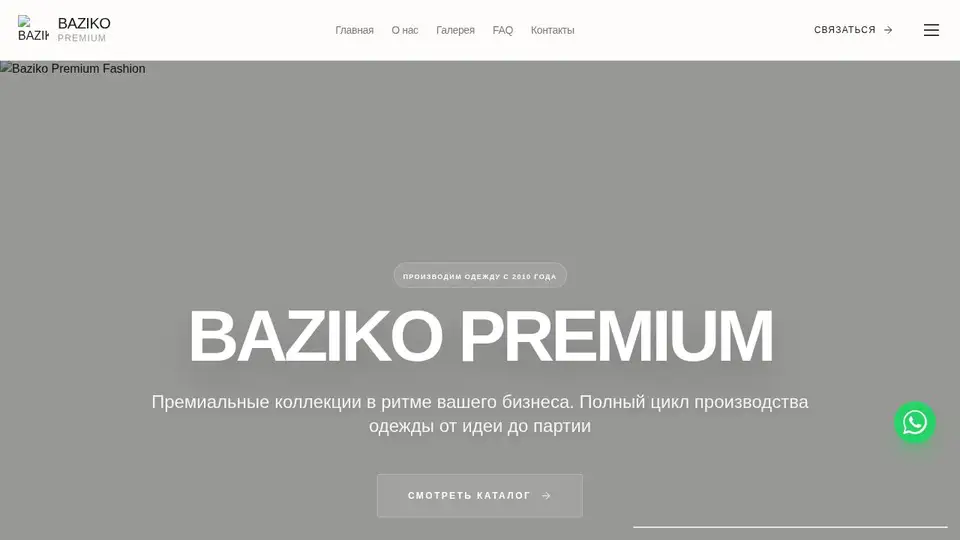 BAZIKO
BAZIKO
PREMIUM
Главная
О нас
Галерея
FAQ
Контакты
СВЯЗАТЬСЯ
Baziko Premium Fashion
ПРОИЗВОДИМ ОДЕЖДУ С 2010 ГОДА
BAZIKO PREMIUM
Премиальные коллекции в ритме вашего бизнеса. Полный цикл производства
одежды от идеи до партии
СМОТРЕТЬ КАТАЛОГ